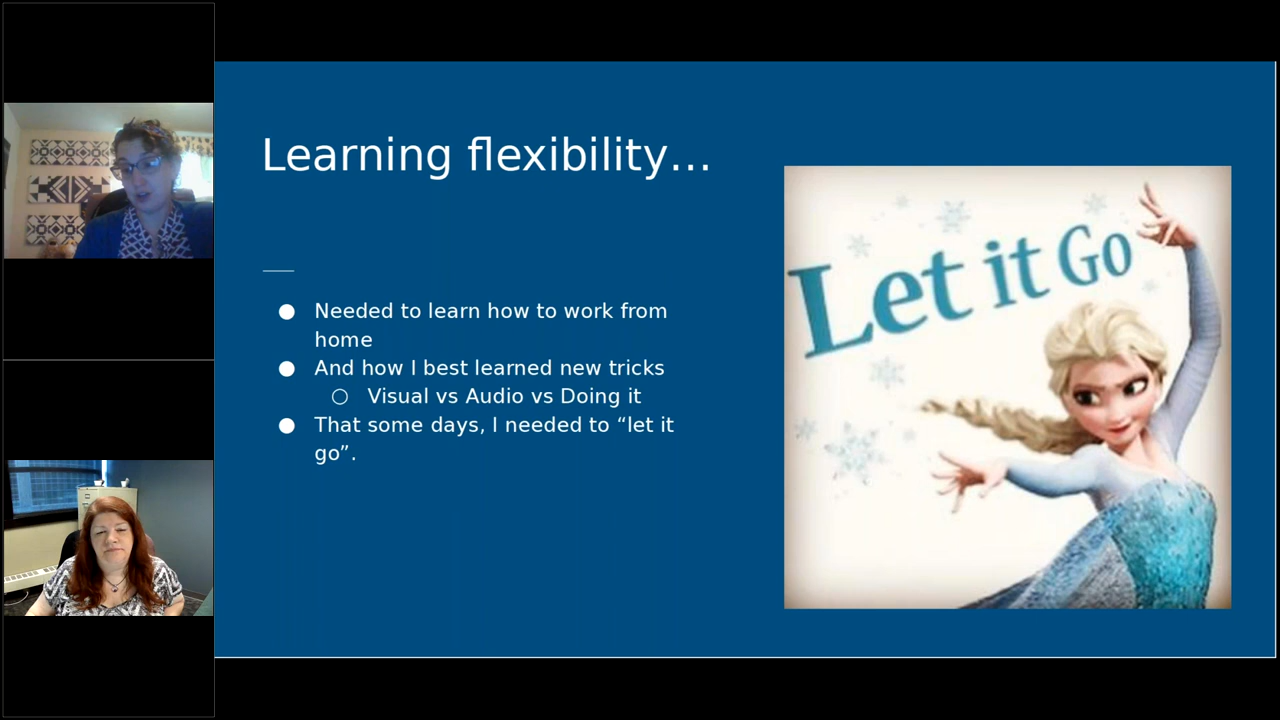 Learning flexibility…
● Needed to learn how to work from
home
● And how I best learned new tricks
○ Visual vs Audio vs Doing it
● That some days, I needed to “let it
go”.
Let it Go